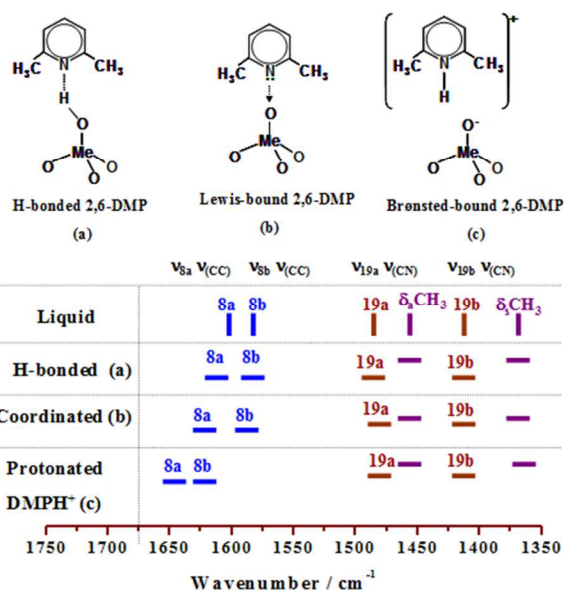 N
H₃C CH₃
H
O
Me
O O
O
H-bonded 2,6-DMP
(a)
N
H₃C CH₃
O
Me
O O
O
Lewis-bound 2,6-DMP
(b)
+
N
H₃C CH₃
H
O⁻
Me
O O
O
Brønsted-bound 2,6-DMP
(c)
ν8a ν(CC) ν8b ν(CC) ν19a ν(CN) ν19b ν(CN)
Liquid 8a 8b 19a δₐCH₃ 19b δₛCH₃
H-bonded (a) 8a 8b 19a 19b
Coordinated (b) 8a 8b 19a 19b
Protonated 8a 8b 19a 19b
DMPH⁺ (c)
1750 1700 1650 1600 1550 1500 1450 1400 1350
Wavenumber / cm⁻¹